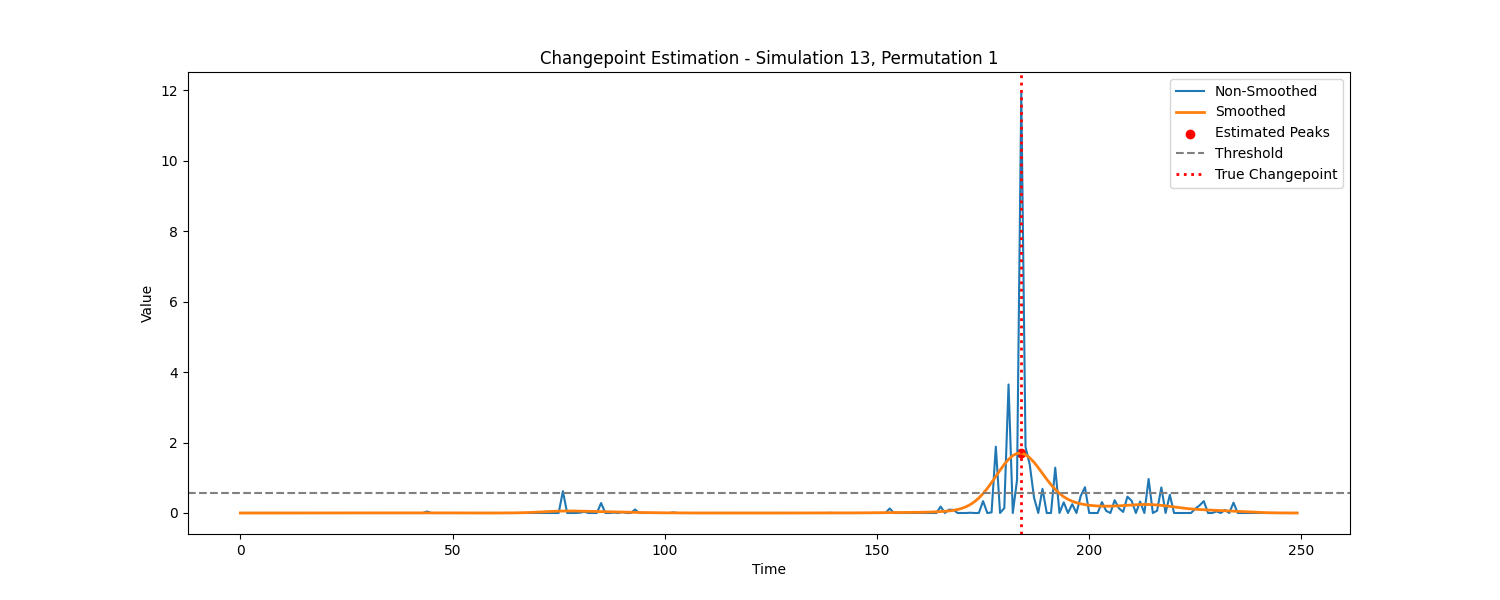 Changepoint Estimation - Simulation 13, Permutation 1
12
10
8
6
4
2
0
Value
Non-Smoothed
Smoothed
Estimated Peaks
Threshold
True Changepoint
0 50 100 150 200 250
Time